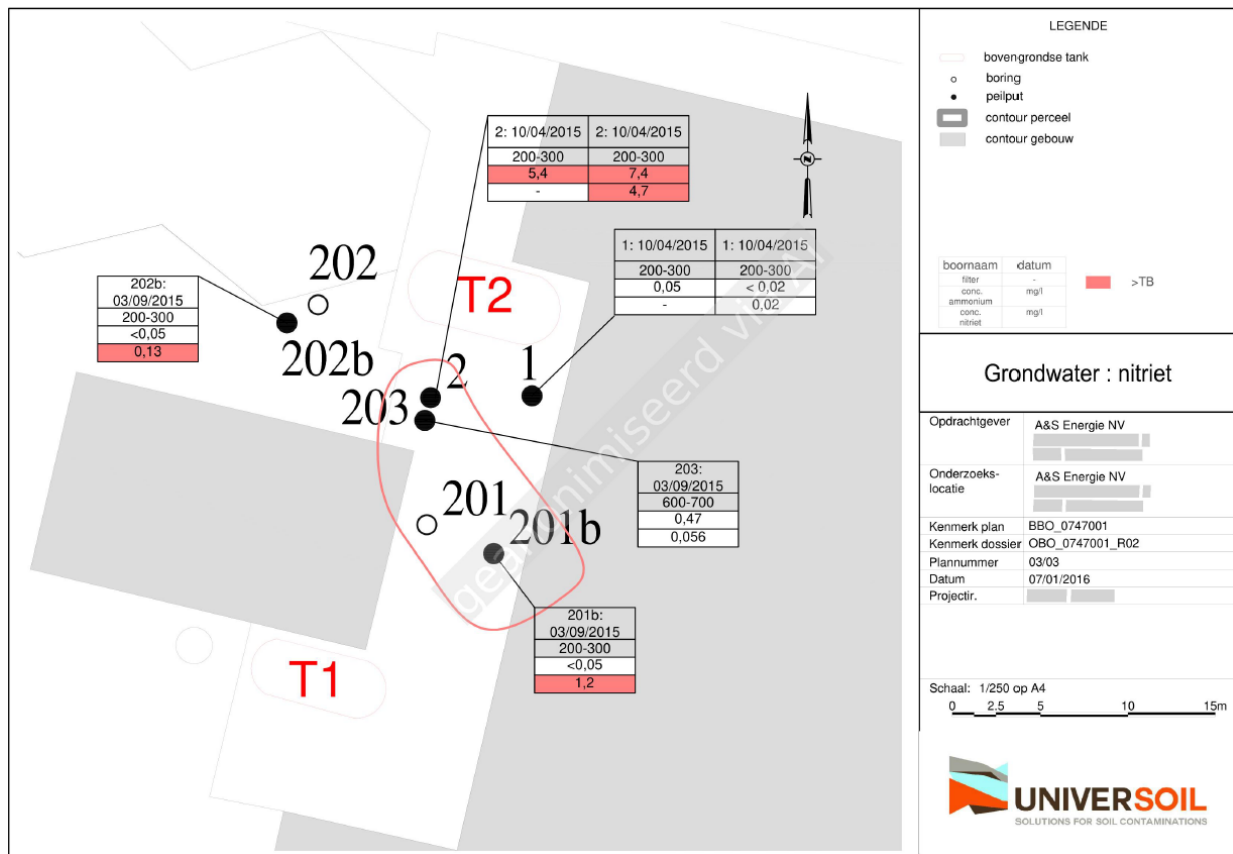 2: 10/04/2015 2: 10/04/2015
200-300 200-300
5,4 7,4
- 4,7
1: 10/04/2015 1: 10/04/2015
200-300 200-300
0,05 < 0,02
- 0,02
202b:
03/09/2015
200-300
<0,05
0,13
202
202b
T2
2
1
203
203:
03/09/2015
600-700
0,47
0,056
201
201b
201b:
03/09/2015
200-300
<0,05
1,2
T1
geanonimiseerd via AI
LEGENDE
bovengrondse tank
boring
peilput
contour perceel
contour gebouw
boornaam datum
filter -
conc. mg/l
ammonium
conc. mg/l
nitriet
>TB
Grondwater : nitriet
Opdrachtgever A&S Energie NV
Onderzoeks- A&S Energie NV
locatie
Kenmerk plan BBO_0747001
Kenmerk dossier OBO_0747001_R02
Plannummer 03/03
Datum 07/01/2016
Projectir.
Schaal: 1/250 op A4
0 2.5 5 10 15m
UNIVERSOIL
SOLUTIONS FOR SOIL CONTAMINATIONS